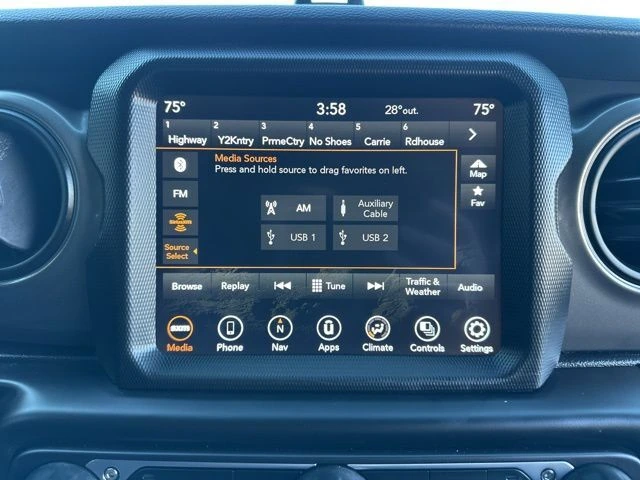 75° 3:58 28°out. 75°
1 2 3 4 5 6
Highway Y2Kntry PrmeCtry No Shoes Carrie Rdhouse
Media Sources
Press and hold source to drag favorites on left.
Map
FM
Fav
AM
Auxiliary
Cable
SiriusXM
USB 1 USB 2
Source
Select
Browse Replay Tune Traffic & Audio
Weather
N
SXM
Media Phone Nav Apps Climate Controls Settings